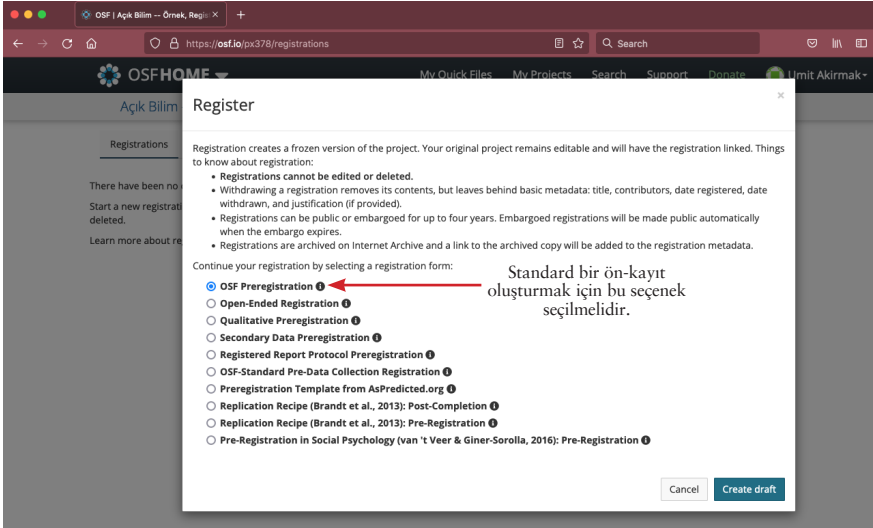 OSF | Açık Bilim -- Örnek, Regis
https://osf.io/px378/registrations
Search
OSFHOME
My Quick Files My Projects Search Support Donate Umit Akirmak
Açık Bilim
Register
×
Registrations
Registration creates a frozen version of the project. Your original project remains editable and will have the registration linked. Things
to know about registration:
• Registrations cannot be edited or deleted.
• Withdrawing a registration removes its contents, but leaves behind basic metadata: title, contributors, date registered, date
withdrawn, and justification (if provided).
• Registrations can be public or embargoed for up to four years. Embargoed registrations will be made public automatically
when the embargo expires.
• Registrations are archived on Internet Archive and a link to the archived copy will be added to the registration metadata.
There have been no
Start a new registrati
deleted.
Learn more about re
Continue your registration by selecting a registration form:
OSF Preregistration
Open-Ended Registration
Qualitative Preregistration
Secondary Data Preregistration
Registered Report Protocol Preregistration
OSF-Standard Pre-Data Collection Registration
Preregistration Template from AsPredicted.org
Replication Recipe (Brandt et al., 2013): Post-Completion
Replication Recipe (Brandt et al., 2013): Pre-Registration
Pre-Registration in Social Psychology (van 't Veer & Giner-Sorolla, 2016): Pre-Registration
Standard bir ön-kayıt
oluşturmak için bu seçenek
seçilmelidir.
Cancel Create draft